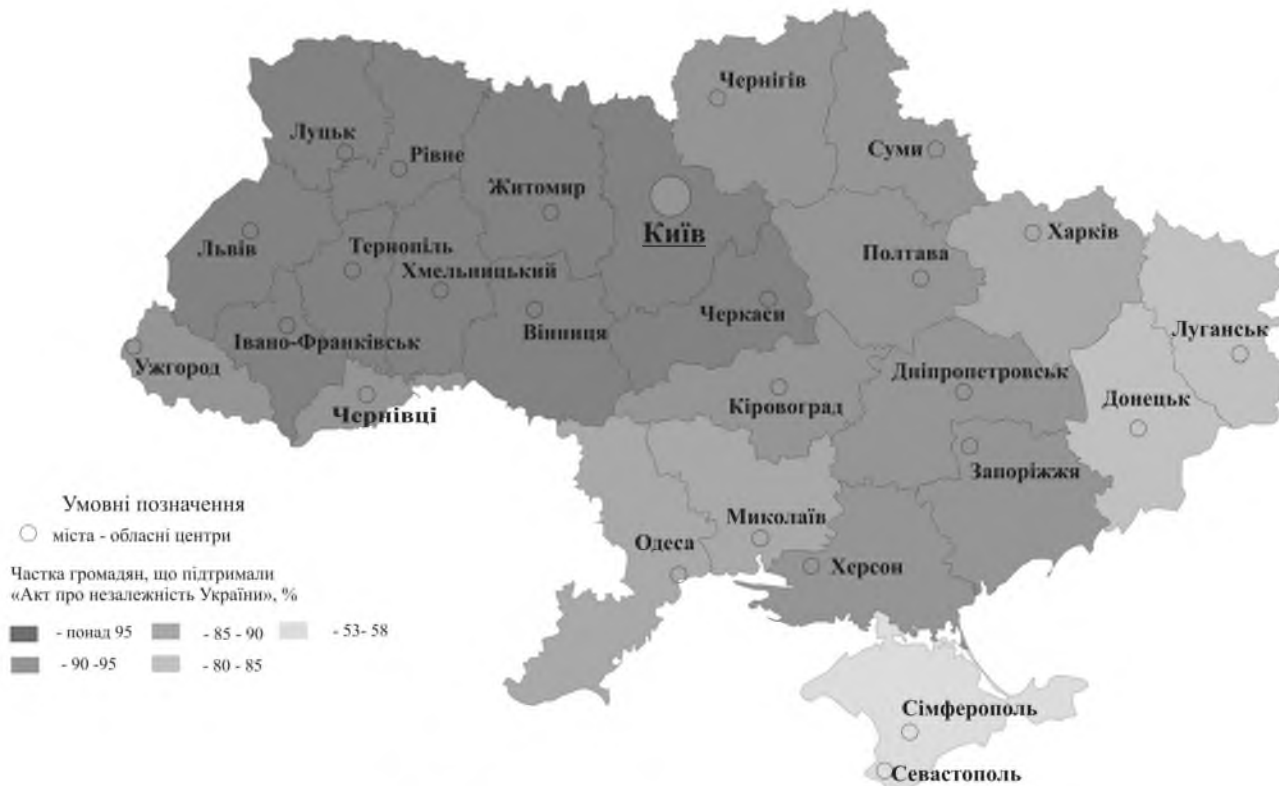 Чернігів
Суми
Луцьк
Рівне
Житомир
Київ
Львів
Тернопіль
Хмельницький
Полтава
Харків
Черкаси
Вінниця
Івано-Франківськ
Ужгород
Чернівці
Луганськ
Дніпропетровськ
Кіровоград
Донецьк
Запоріжжя
Миколаїв
Одеса
Херсон
Сімферополь
Севастополь
Умовні позначення
міста - обласні центри
Частка громадян, що підтримали
«Акт про незалежність України», %
- понад 95
- 85 - 90
- 53- 58
- 90 -95
- 80 - 85